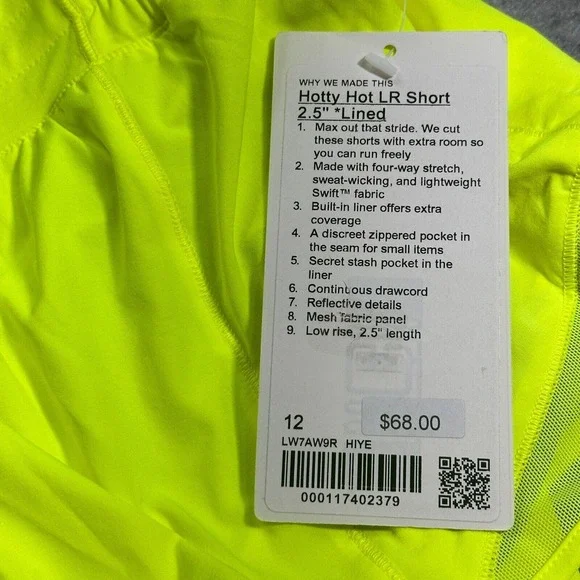 WHY WE MADE THIS
Hotty Hot LR Short
2.5" *Lined
1. Max out that stride. We cut
these shorts with extra room so
you can run freely
2. Made with four-way stretch,
sweat-wicking, and lightweight
Swift™ fabric
3. Built-in liner offers extra
coverage
4. A discreet zippered pocket in
the seam for small items
5. Secret stash pocket in the
liner
6. Continuous drawcord
7. Reflective details
8. Mesh fabric panel
9. Low rise, 2.5" length
12 $68.00
LW7AW9R HIYE
000117402379